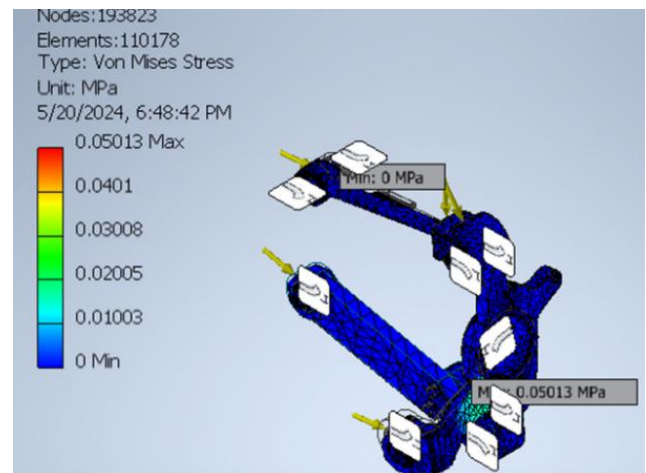 Nodes:193823
Elements:110178
Type: Von Mises Stress
Unit: MPa
5/20/2024, 6:48:42 PM
0.05013 Max
0.0401
0.03008
0.02005
0.01003
0 Min
Min: 0 MPa
Max: 0.05013 MPa